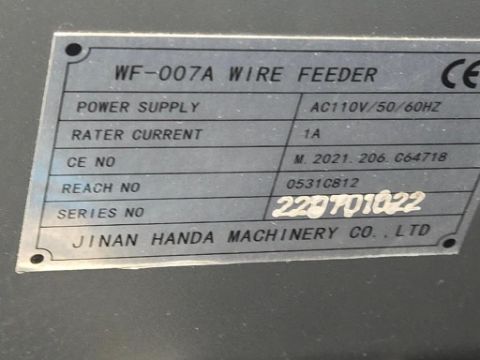 WF-007A WIRE FEEDER CE
POWER SUPPLY AC110V/50/60HZ
RATER CURRENT 1A
CE NO M.2021.206.C64718
REACH NO 0531C812
SERIES NO 220701022
JINAN HANDA MACHINERY CO.,LTD